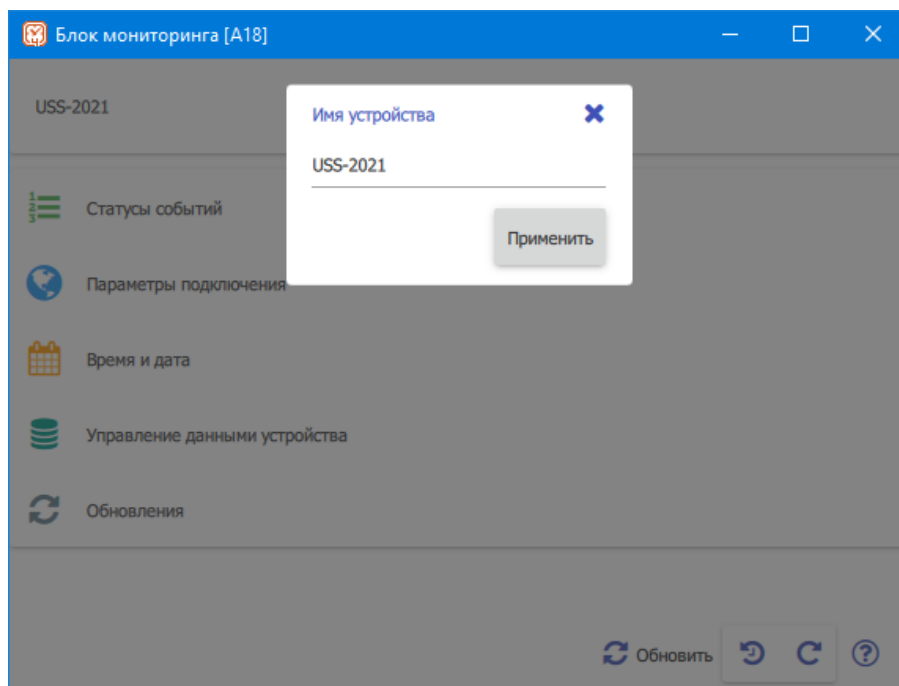 Блок мониторинга [A18]
USS-2021
Имя устройства
USS-2021
Применить
Статусы событий
Параметры подключения
Время и дата
Управление данными устройства
Обновления
Обновить